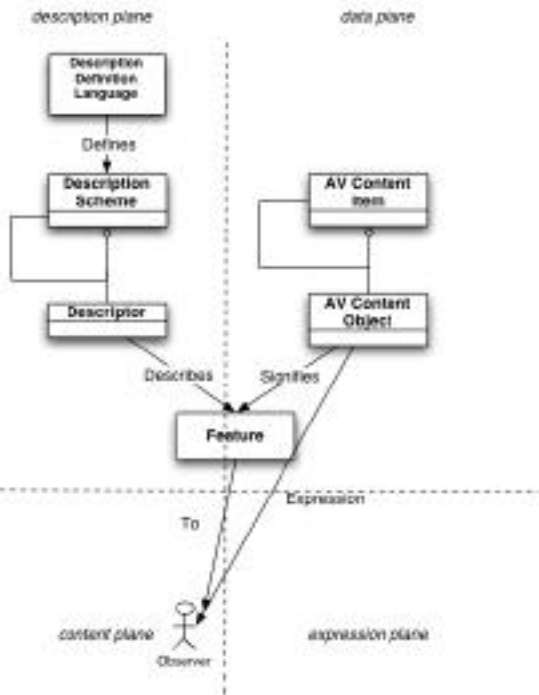 description plane
data plane
Description
Definition
Language
Defines
Description
Scheme
AV Content
Item
Descriptor
AV Content
Object
Describes
Signifies
Feature
Expression
To
content plane
expression plane
Observer